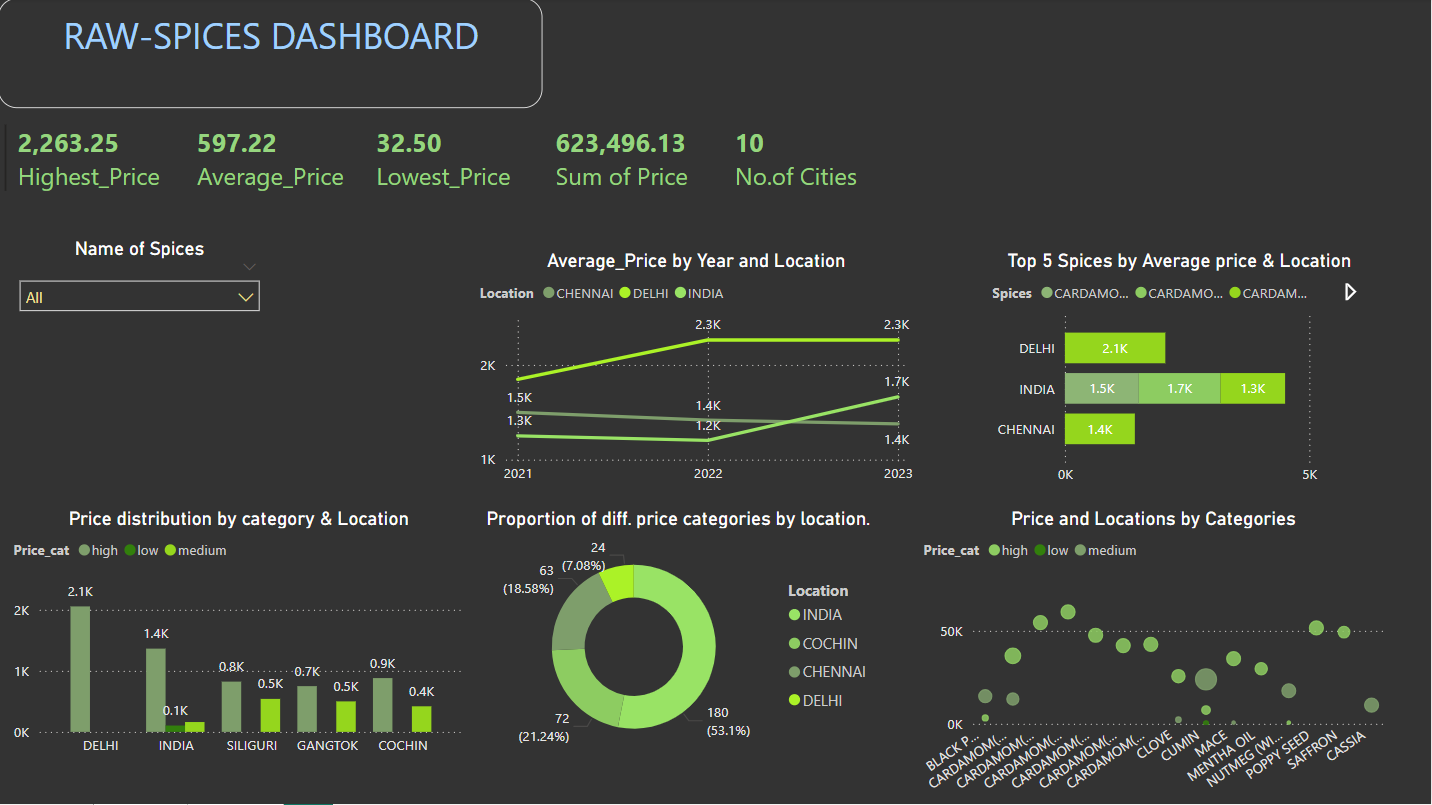 RAW-SPICES DASHBOARD
2,263.25 597.22 32.50 623,496.13 10
Highest_Price Average_Price Lowest_Price Sum of Price No.of Cities
Name of Spices
All
Average_Price by Year and Location
Location CHENNAI DELHI INDIA
2.3K 2.3K
2K
1.7K
1.5K
1.4K
1.3K
1.2K
1.4K
1K
2021 2022 2023
Top 5 Spices by Average price & Location
Spices CARDAMO... CARDAMO... CARDAM...
DELHI 2.1K
INDIA 1.5K 1.7K 1.3K
CHENNAI 1.4K
0K 5K
Price distribution by category & Location
Price_cat high low medium
2.1K
2K
1.4K
0.8K 0.7K 0.9K
1K
0.5K 0.5K 0.4K
0.1K
0K
DELHI INDIA SILIGURI GANGTOK COCHIN
Proportion of diff. price categories by location.
24
(7.08%)
63
(18.58%)
72
(21.24%)
180
(53.1%)
Location
INDIA
COCHIN
CHENNAI
DELHI
Price and Locations by Categories
Price_cat high low medium
50K
0K
BLACK P...
CARDAMOM(...
CARDAMOM(...
CARDAMOM(...
CARDAMOM(...
CARDAMOM(...
CARDAMOM(...
CLOVE
CUMIN
MACE
MENTHA OIL
NUTMEG (WI...
POPPY SEED
SAFFRON
CASSIA